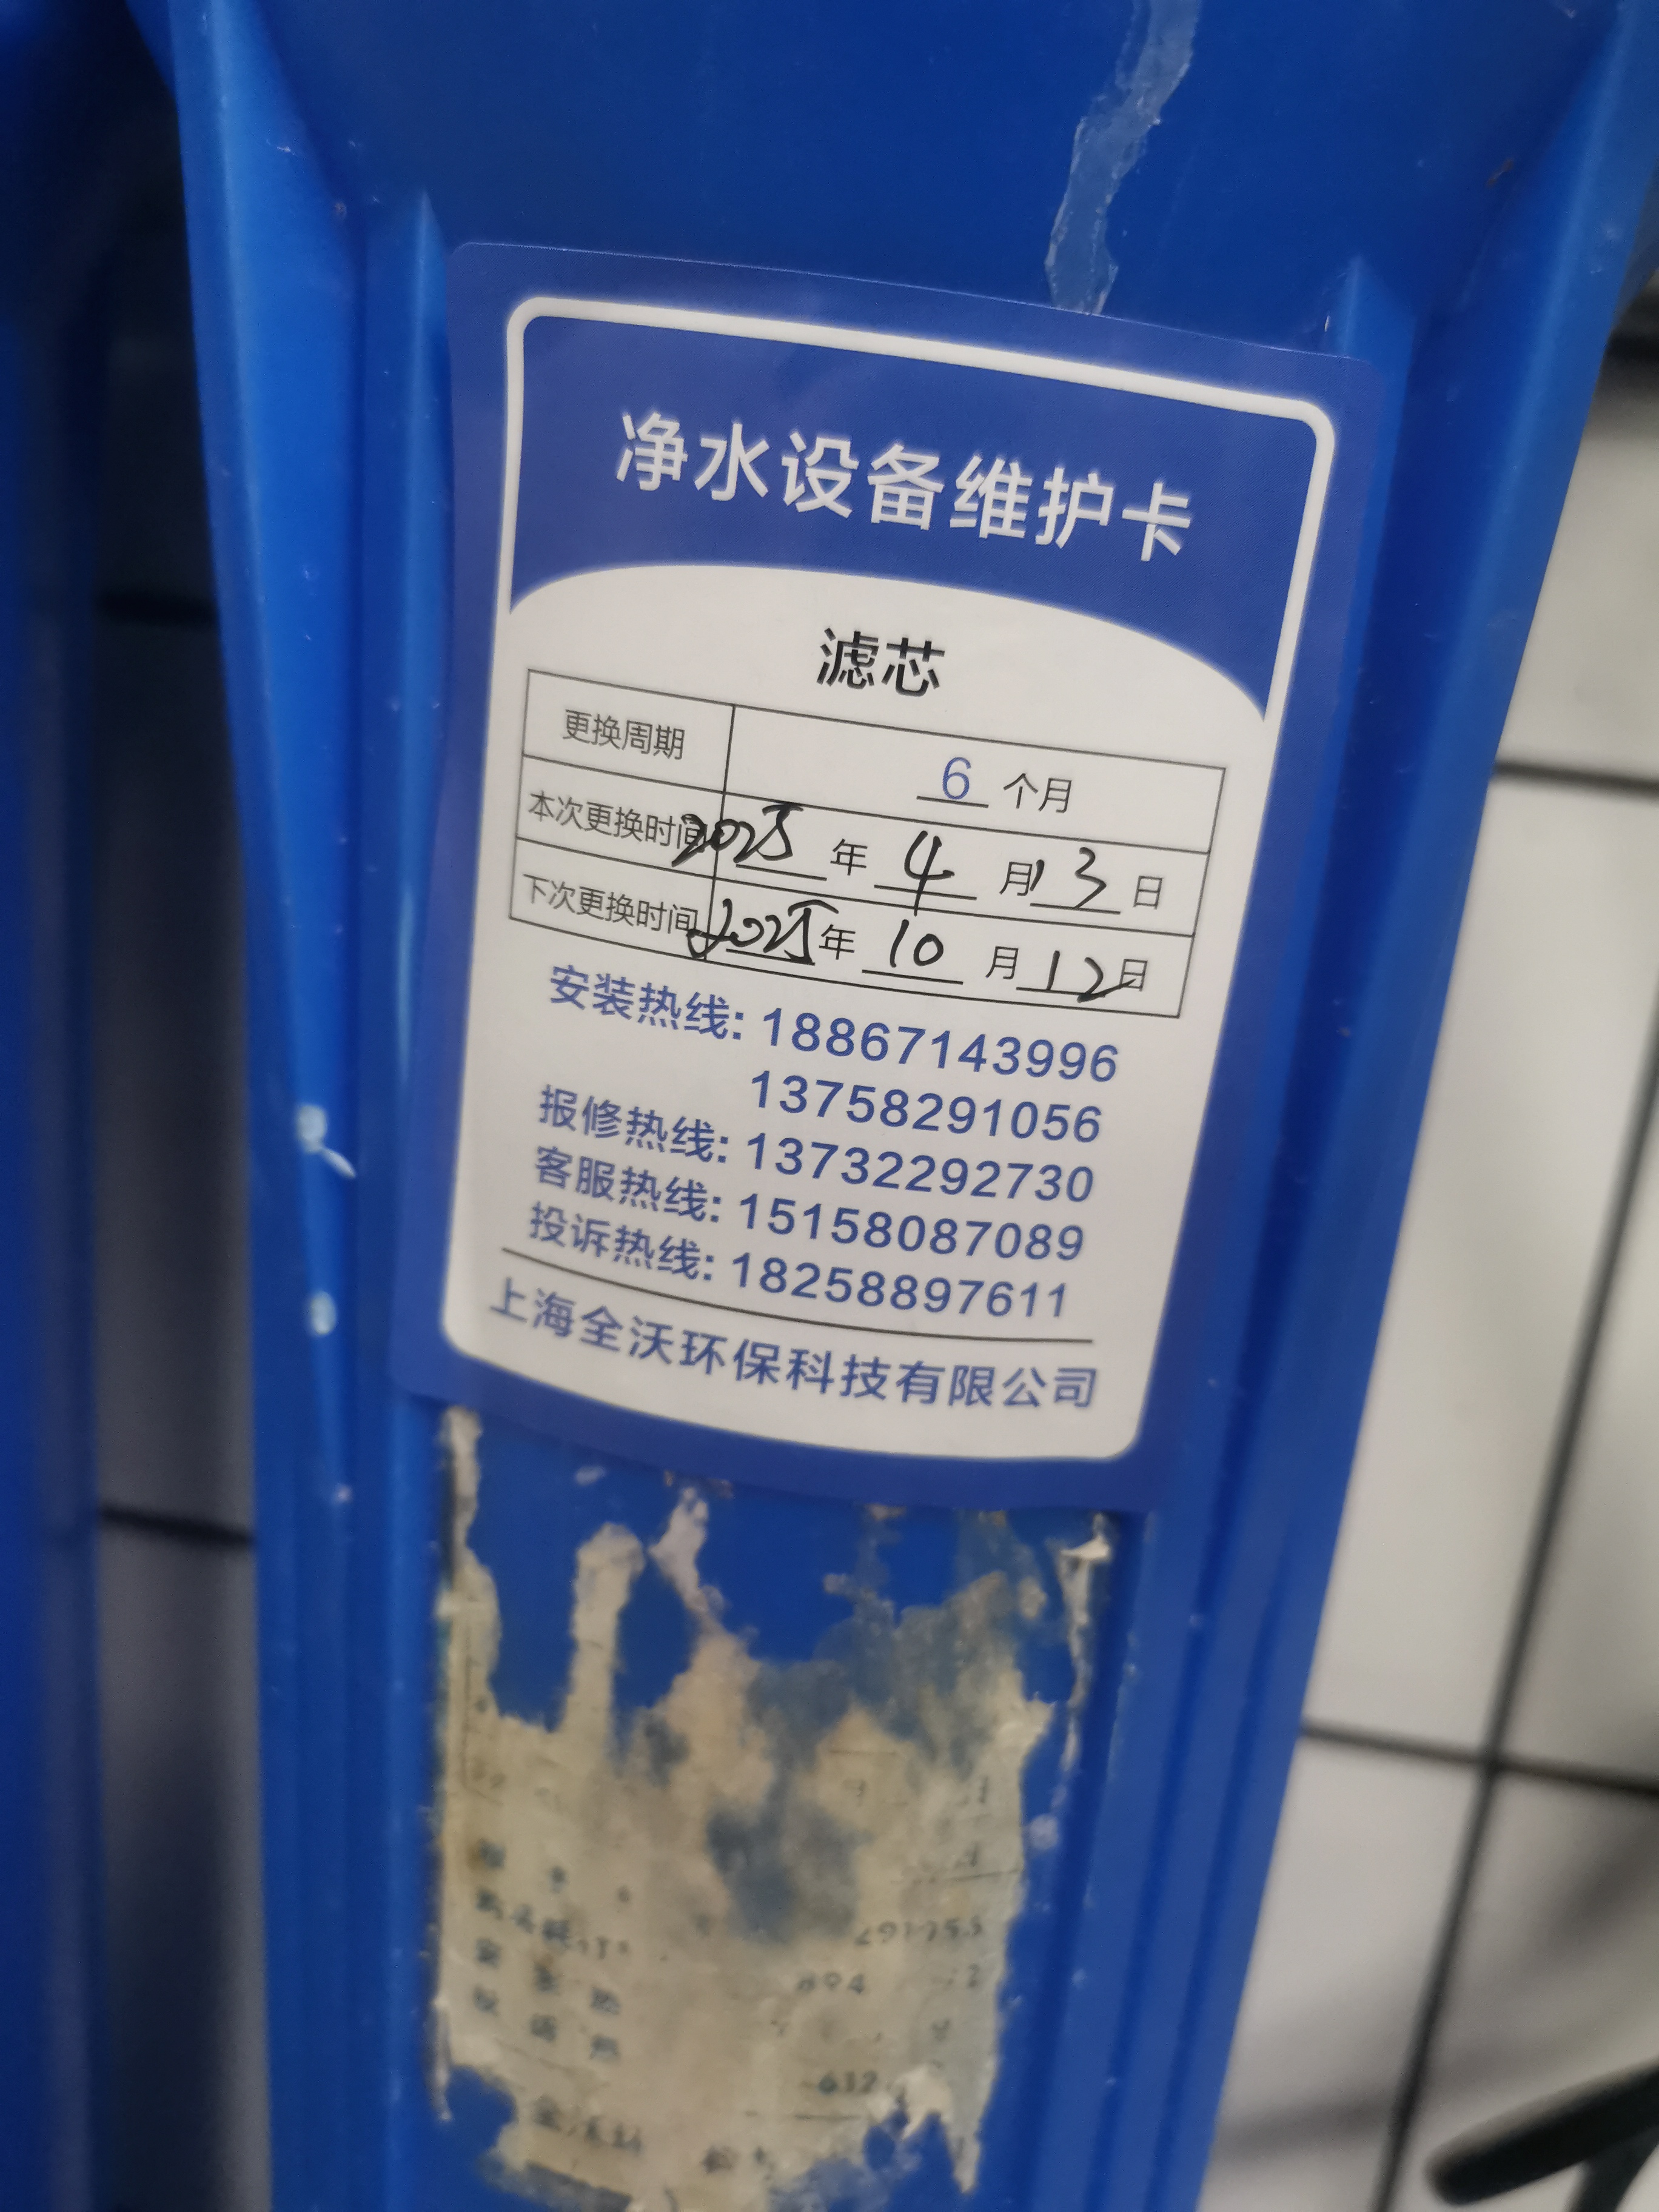 净水设备维护卡
滤芯
更换周期 6 个月
本次更换时间 2025 年 4 月 13 日
下次更换时间 2025 年 10 月 12 日
安装热线: 18867143996
13758291056
报修热线: 13732292730
客服热线: 15158087089
投诉热线: 18258897611
上海全沃环保科技有限公司